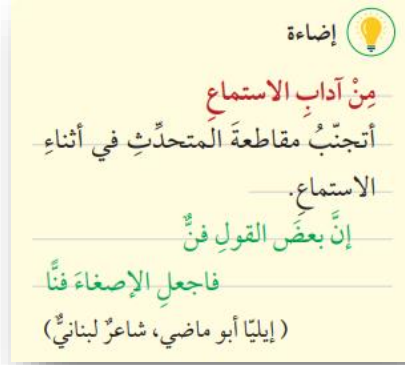 إضاءة
مِنْ آدابِ الاستماعِ
أتجنّبُ مقاطعةَ المتحدِّثِ في أثناءِ
الاستماعِ.
إنَّ بعضَ القولِ فنٌّ
فاجعلِ الإصغاءَ فنًّا
(إيليّا أبو ماضي، شاعرٌ لبنانيٌّ)